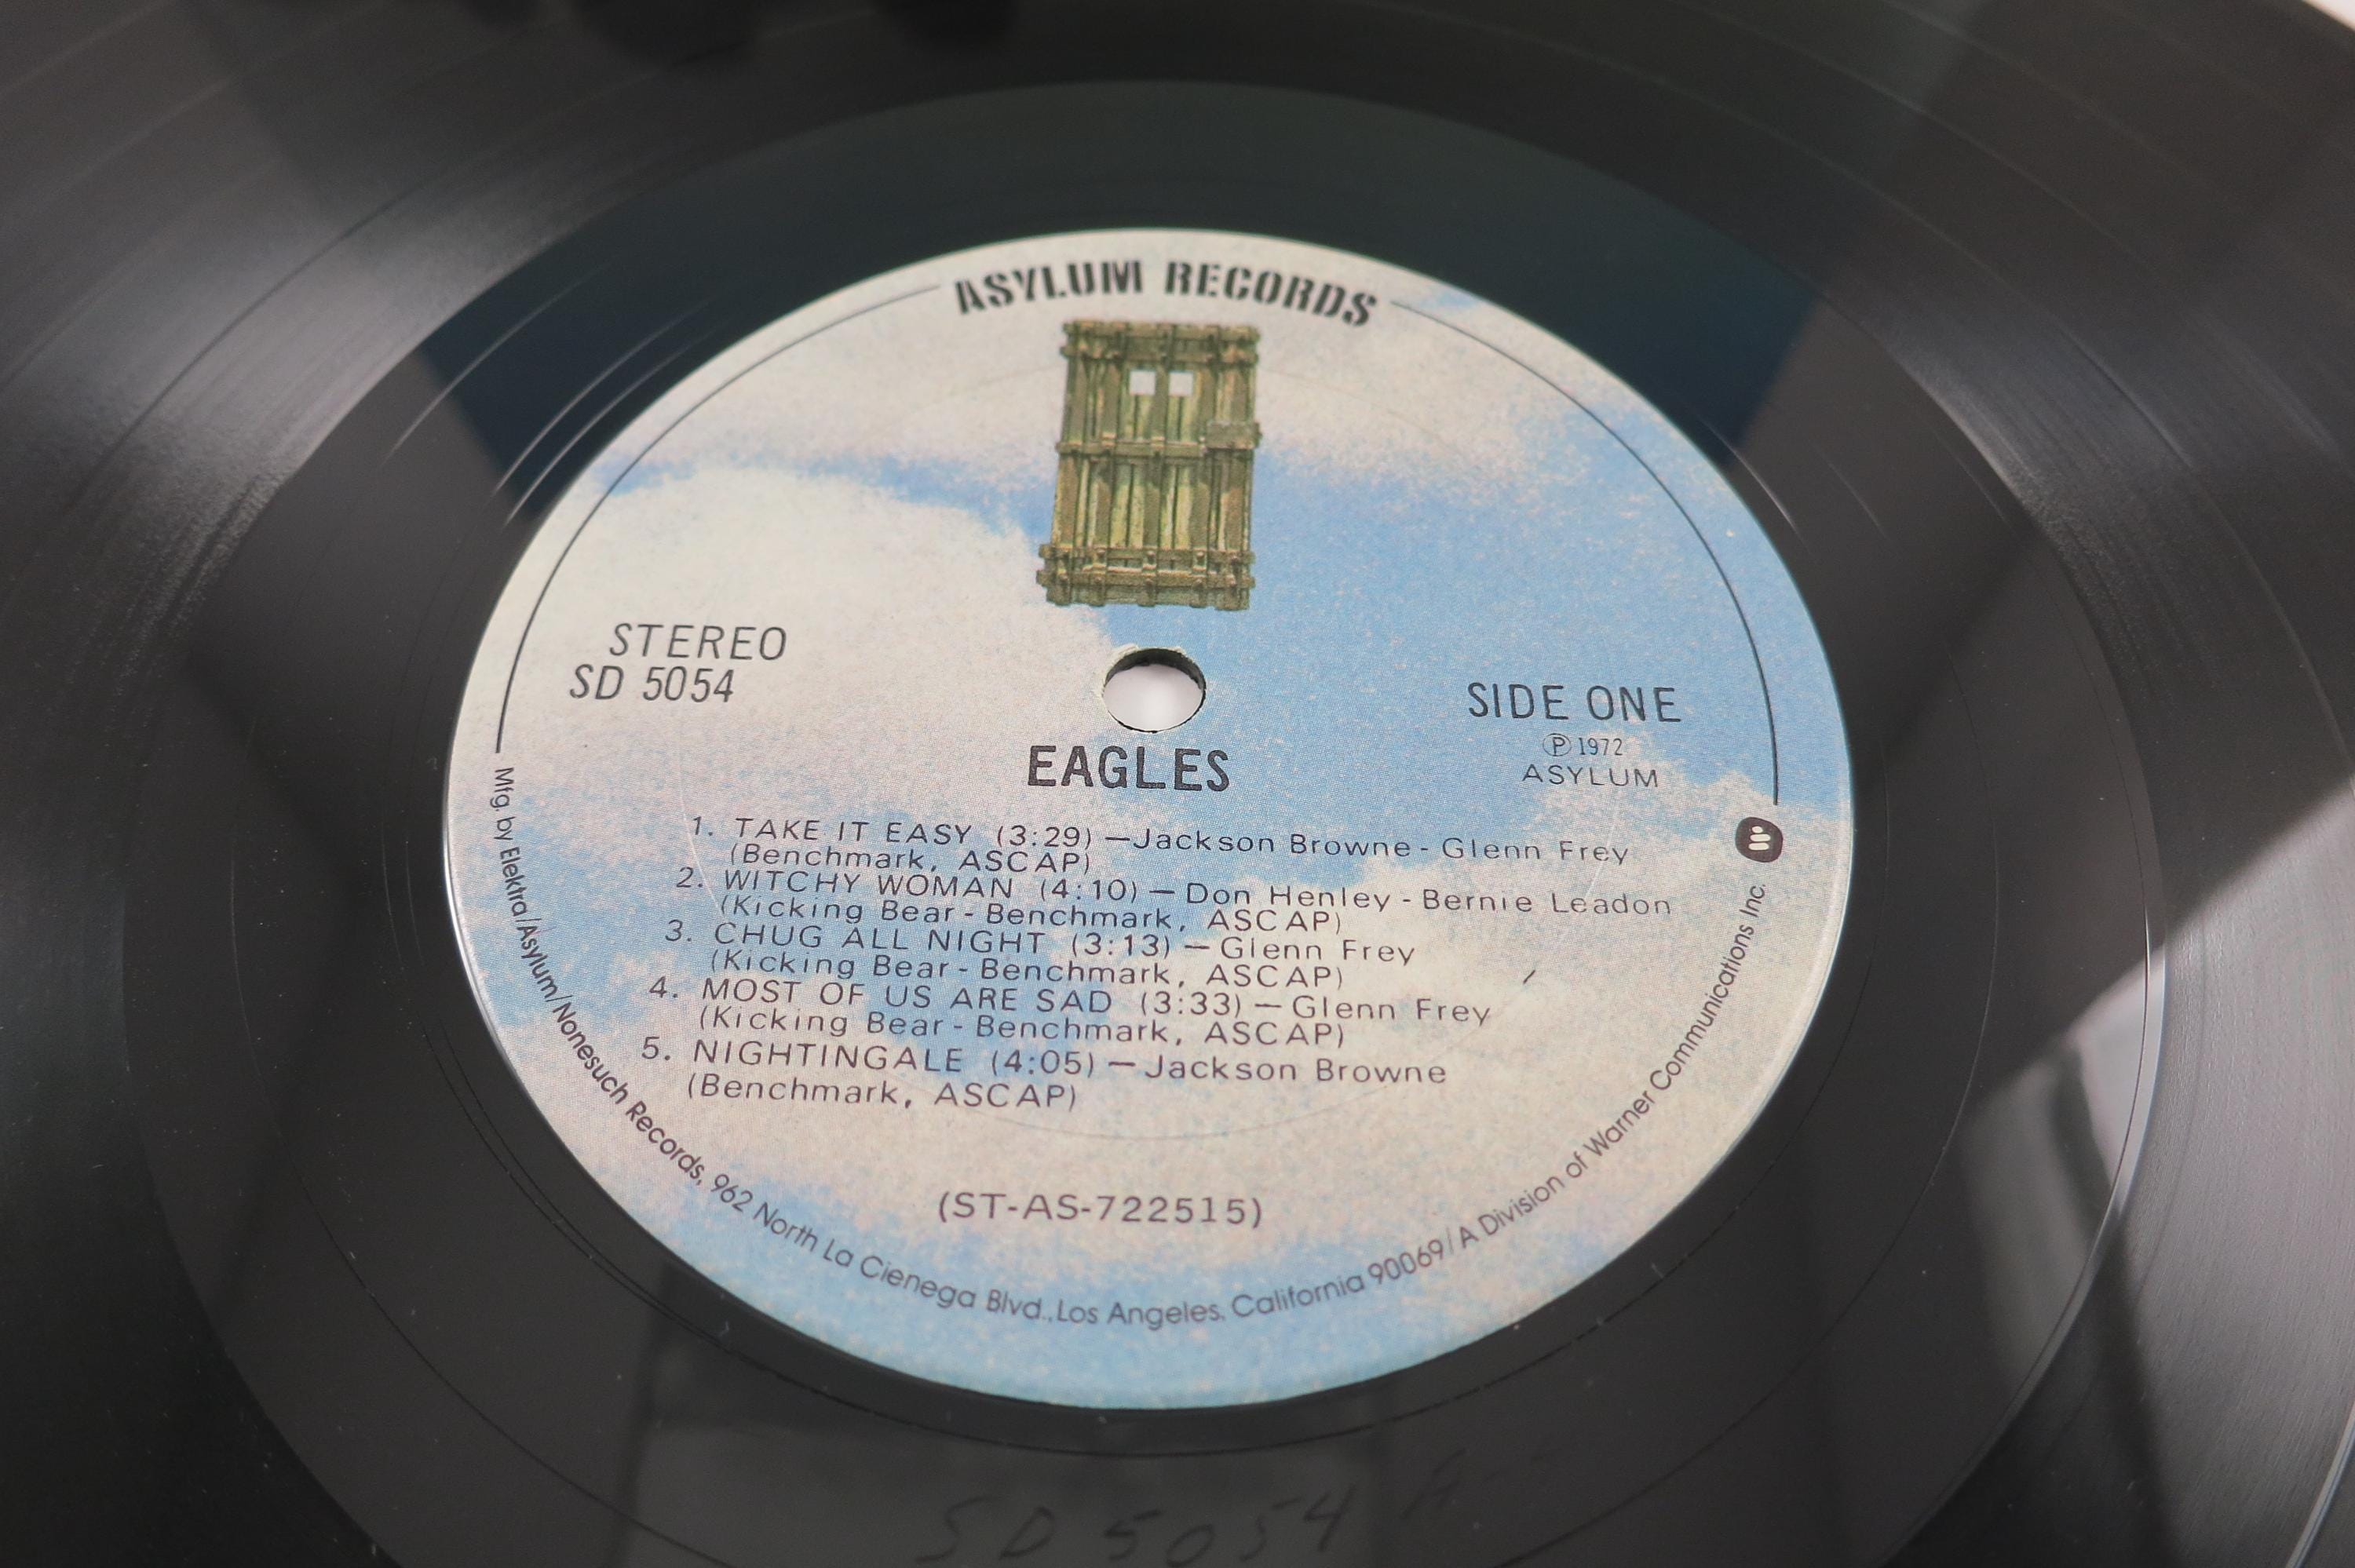 ASYLUM RECORDS
STEREO
SD 5054
SIDE ONE
Ⓟ 1972
ASYLUM
EAGLES
1. TAKE IT EASY (3:29) — Jackson Browne - Glenn Frey
(Benchmark, ASCAP)
2. WITCHY WOMAN (4:10) — Don Henley - Bernie Leadon
(Kicking Bear - Benchmark, ASCAP)
3. CHUG ALL NIGHT (3:13) — Glenn Frey
(Kicking Bear - Benchmark, ASCAP)
4. MOST OF US ARE SAD (3:33) — Glenn Frey
(Kicking Bear - Benchmark, ASCAP)
5. NIGHTINGALE (4:05) — Jackson Browne
(Benchmark, ASCAP)
(ST-AS-722515)
Mfg. by Elektra/Asylum/Nonesuch Records, 962 North La Cienega Blvd., Los Angeles, California 90069/A Division of Warner Communications Inc.
SD 5054 A